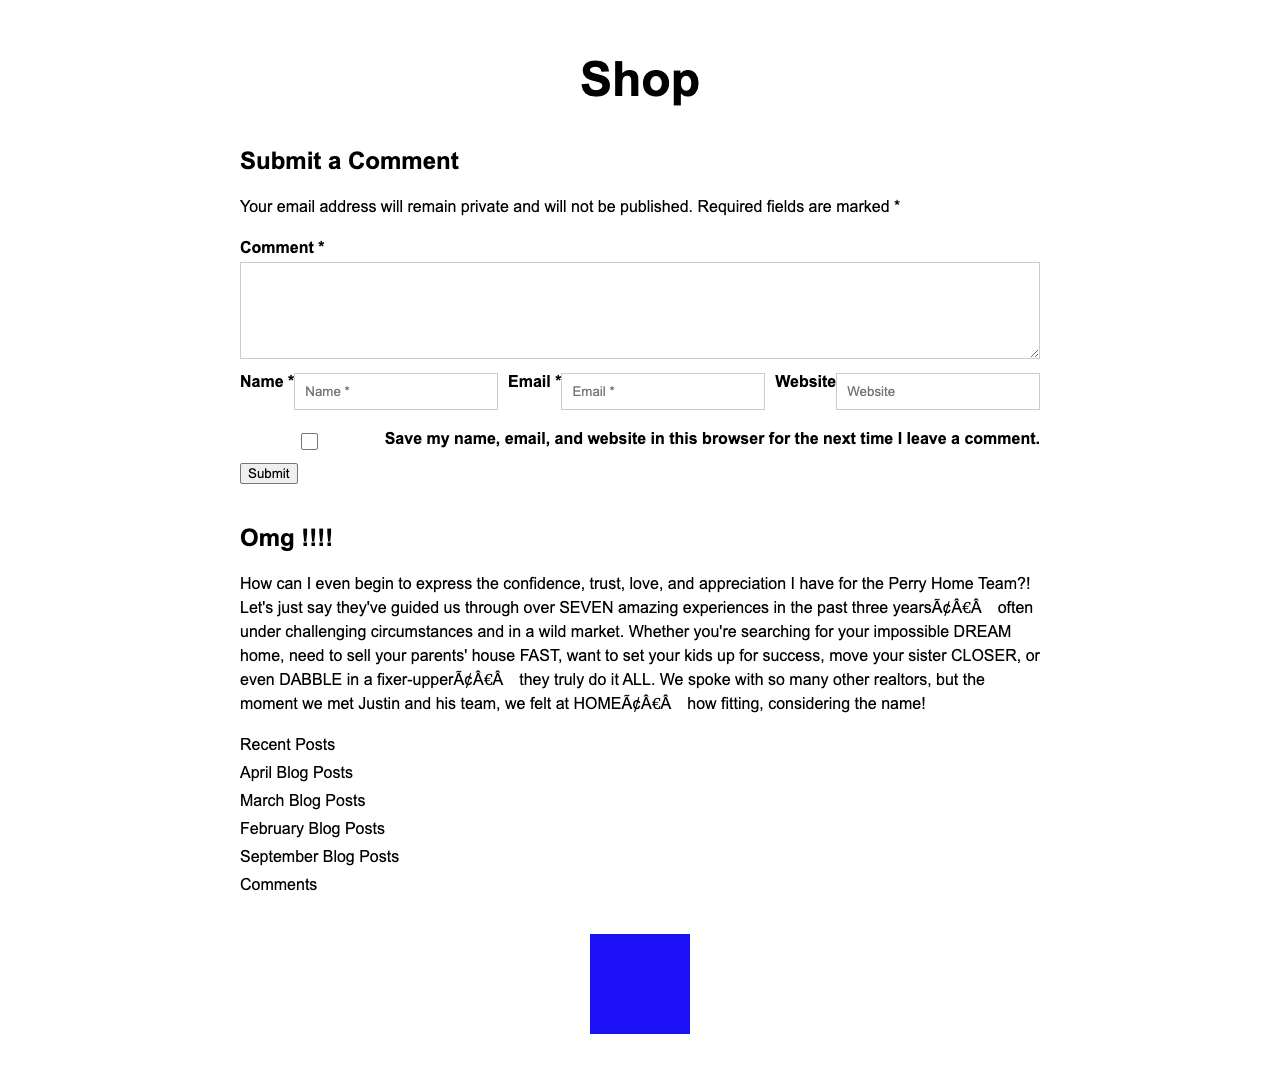 Shop
Submit a Comment
Your email address will remain private and will not be published. Required fields are marked *
Comment *
Name * Name * Email * Email * Website Website
Save my name, email, and website in this browser for the next time I leave a comment.
Submit
Omg !!!!
How can I even begin to express the confidence, trust, love, and appreciation I have for the Perry Home Team?!
Let's just say they've guided us through over SEVEN amazing experiences in the past three yearsÃ¢Â€Â often
under challenging circumstances and in a wild market. Whether you're searching for your impossible DREAM
home, need to sell your parents' house FAST, want to set your kids up for success, move your sister CLOSER, or
even DABBLE in a fixer-upperÃ¢Â€Â they truly do it ALL. We spoke with so many other realtors, but the
moment we met Justin and his team, we felt at HOMEÃ¢Â€Â how fitting, considering the name!
Recent Posts
April Blog Posts
March Blog Posts
February Blog Posts
September Blog Posts
Comments